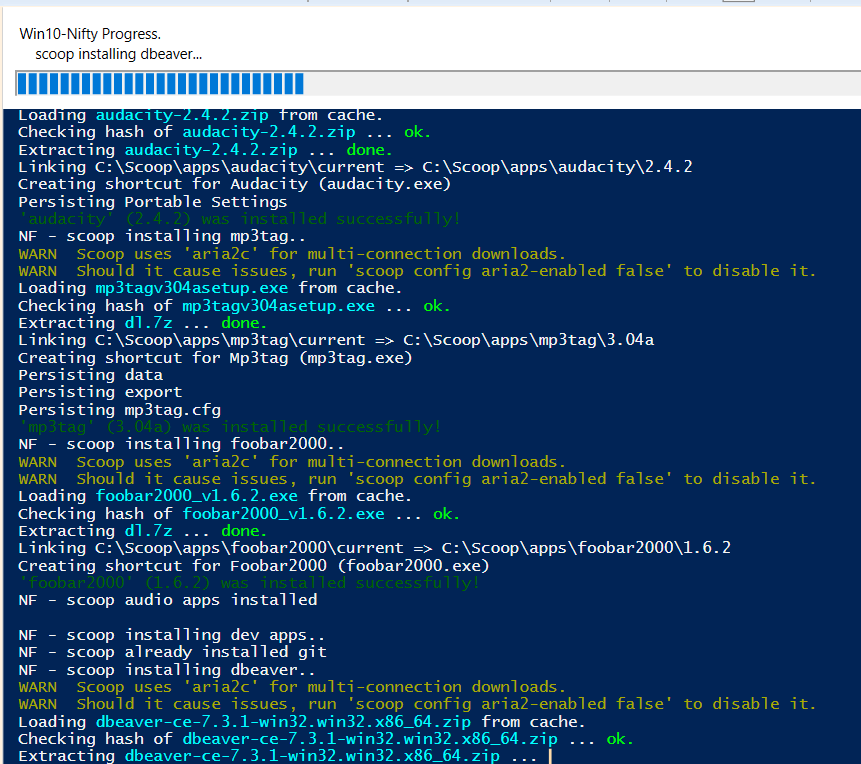 Win10-Nifty Progress.
scoop installing dbeaver...
Loading audacity-2.4.2.zip from cache.
Checking hash of audacity-2.4.2.zip ... ok.
Extracting audacity-2.4.2.zip ... done.
Linking C:\Scoop\apps\audacity\current => C:\Scoop\apps\audacity\2.4.2
Creating shortcut for Audacity (audacity.exe)
Persisting Portable Settings
'audacity' (2.4.2) was installed successfully!
NF - scoop installing mp3tag..
WARN  Scoop uses 'aria2c' for multi-connection downloads.
WARN  Should it cause issues, run 'scoop config aria2-enabled false' to disable it.
Loading mp3tagv304asetup.exe from cache.
Checking hash of mp3tagv304asetup.exe ... ok.
Extracting dl.7z ... done.
Linking C:\Scoop\apps\mp3tag\current => C:\Scoop\apps\mp3tag\3.04a
Creating shortcut for Mp3tag (mp3tag.exe)
Persisting data
Persisting export
Persisting mp3tag.cfg
'mp3tag' (3.04a) was installed successfully!
NF - scoop installing foobar2000..
WARN  Scoop uses 'aria2c' for multi-connection downloads.
WARN  Should it cause issues, run 'scoop config aria2-enabled false' to disable it.
Loading foobar2000_v1.6.2.exe from cache.
Checking hash of foobar2000_v1.6.2.exe ... ok.
Extracting dl.7z ... done.
Linking C:\Scoop\apps\foobar2000\current => C:\Scoop\apps\foobar2000\1.6.2
Creating shortcut for Foobar2000 (foobar2000.exe)
'foobar2000' (1.6.2) was installed successfully!
NF - scoop audio apps installed
NF - scoop installing dev apps..
NF - scoop already installed git
NF - scoop installing dbeaver..
WARN  Scoop uses 'aria2c' for multi-connection downloads.
WARN  Should it cause issues, run 'scoop config aria2-enabled false' to disable it.
Loading dbeaver-ce-7.3.1-win32.win32.x86_64.zip from cache.
Checking hash of dbeaver-ce-7.3.1-win32.win32.x86_64.zip ... ok.
Extracting dbeaver-ce-7.3.1-win32.win32.x86_64.zip ...